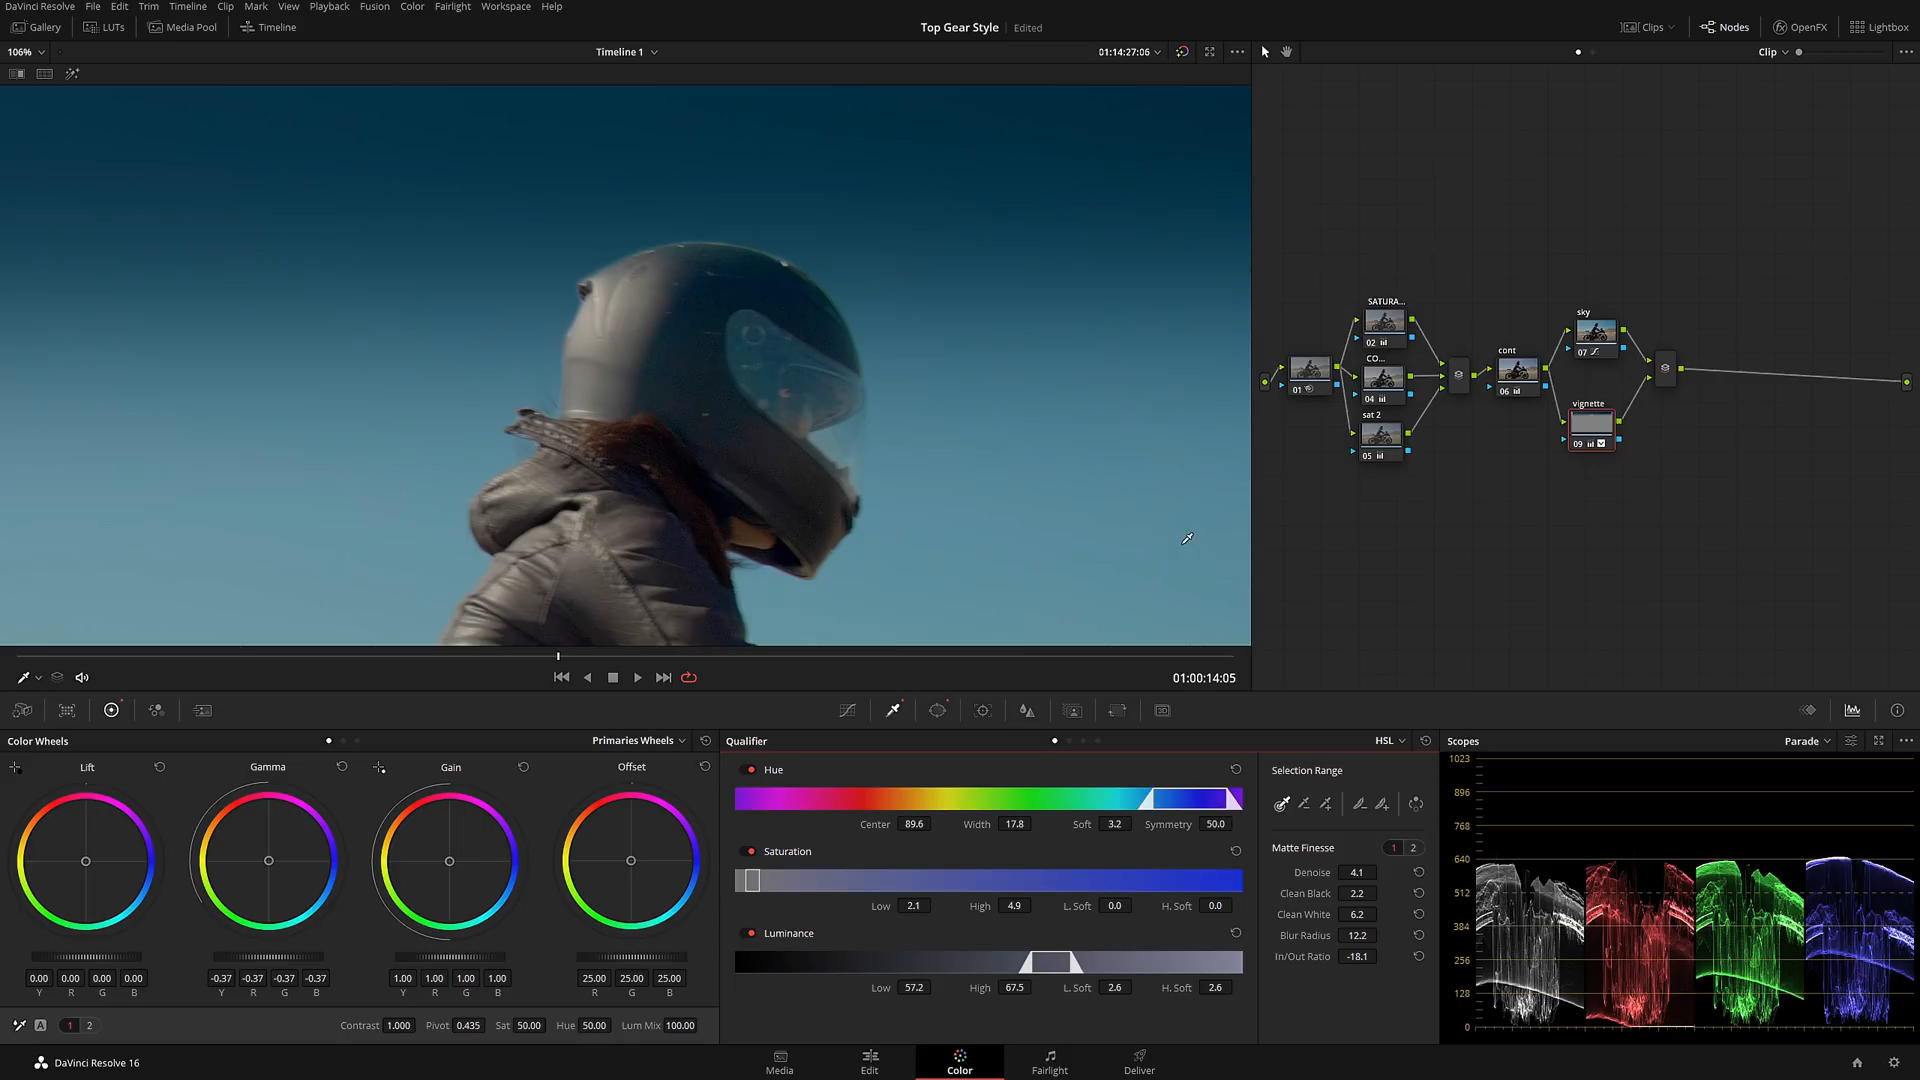 DaVinci Resolve File Edit Trim Timeline Clip Mark View Playback Fusion Color Fairlight Workspace Help
Gallery LUTs Media Pool Timeline Top Gear Style Edited Clips Nodes OpenFX Lightbox
106% Timeline 1 01:14:27:06 Clip
SATURA...
02
CO...
04
sat 2
05
01
cont
06
sky
07
vignette
09
01:00:14:05
Color Wheels Primaries Wheels
Lift Gamma Gain Offset
0.00 0.00 0.00 0.00 -0.37 -0.37 -0.37 -0.37 1.00 1.00 1.00 1.00 25.00 25.00 25.00
Y R G B Y R G B Y R G B R G B
A 1 2 Contrast 1.000 Pivot 0.435 Sat 50.00 Hue 50.00 Lum Mix 100.00
Qualifier HSL
Hue
Center 89.6 Width 17.8 Soft 3.2 Symmetry 50.0
Saturation
Low 2.1 High 4.9 L. Soft 0.0 H. Soft 0.0
Luminance
Low 57.2 High 67.5 L. Soft 2.6 H. Soft 2.6
Selection Range
Matte Finesse 1 2
Denoise 4.1
Clean Black 2.2
Clean White 6.2
Blur Radius 12.2
In/Out Ratio -18.1
Scopes Parade
1023
896
768
640
512
384
256
128
0
DaVinci Resolve 16 Media Edit Color Fairlight Deliver
3D